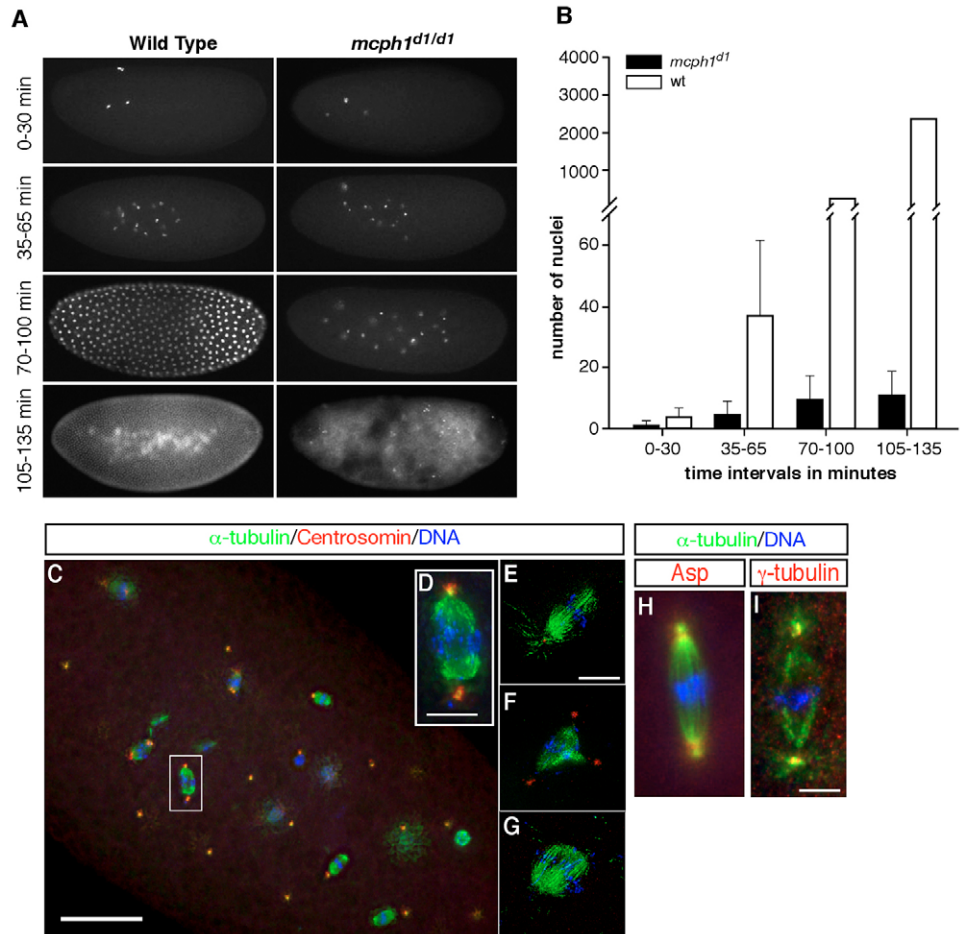 A
Wild Type
mcph1d1/d1
0-30 min
35-65 min
70-100 min
105-135 min
B
mcph1d1
wt
number of nuclei
4000
3000
2000
1000
60
40
20
0
0-30
35-65
70-100
105-135
time intervals in minutes
α-tubulin/Centrosomin/DNA
C
D
E
F
G
α-tubulin/DNA
Asp
γ-tubulin
H
I